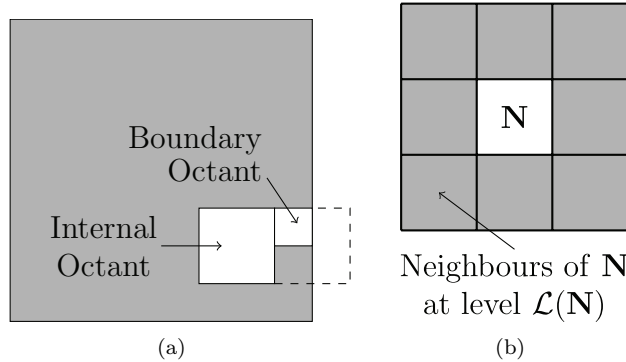 Boundary
Octant
Internal
Octant
(a)
N
Neighbours of N
at level 𝓛(N)
(b)